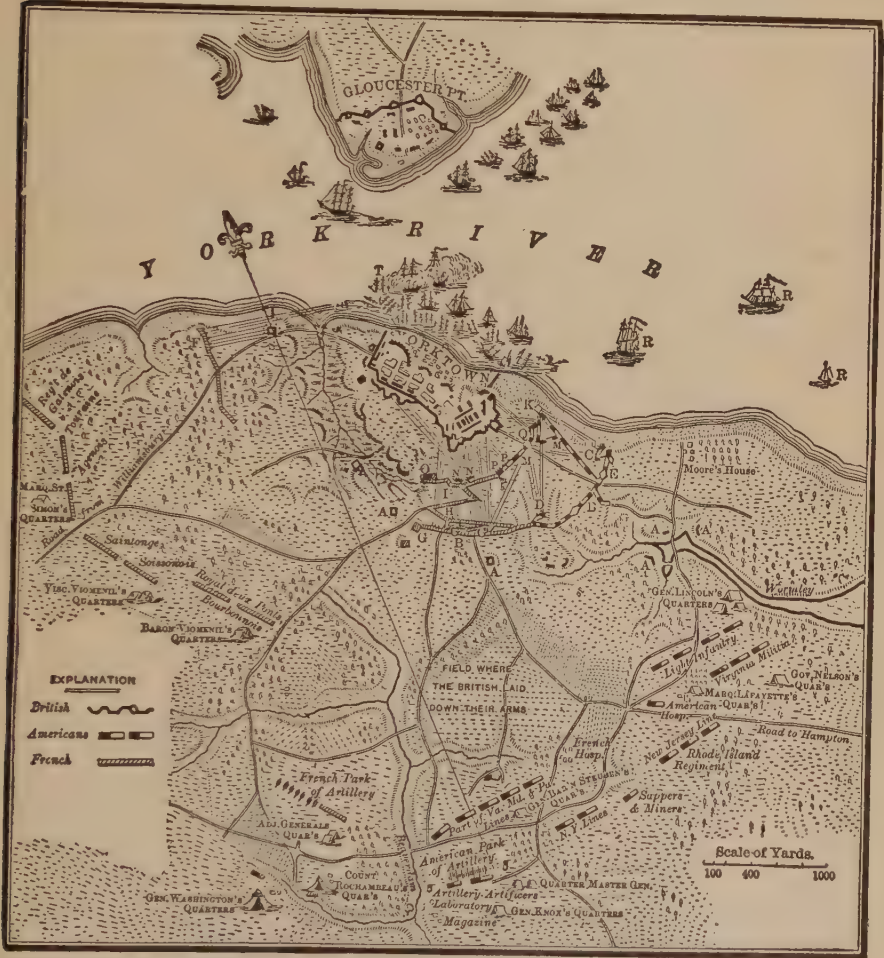 GLOUCESTER PT.
YORK RIVER
T
R
R
R
YORKTOWN
F
K
K
Regt de
Gatenois
Touraine
Agenois
MARQ. ST.
SIMON'S
QUARTERS
Road from Williamsburg
C
E
Moore's House
O
N
N
P
M
I
A
H
D
L
G
B
A
A
A
A
Wormley
Saintonge
Soissonois
VISC. VIOMENIL'S
QUARTERS
Royal deux Ponts
Bourbonnois
BARON VIOMENIL'S
QUARTERS
GEN. LINCOLN'S
QUARTERS
EXPLANATION
British
Americans
French
FIELD WHERE
THE BRITISH LAID
DOWN THEIR ARMS
Light Infantry
Virginia Militia
GOV. NELSON'S
QUAR'S
MARQ. LAFAYETTE'S
QUAR'S
American
Hosp.
Road to Hampton
French
Hosp.
New Jersey Line
Rhode Island
Regiment
French Park
of Artillery
Part of Va. Md. & Pa.
Lines
BAR'N STEUBEN'S
QUAR'S
Sappers
& Miners
N.Y. Lines
ADJ. GENERALS
QUAR'S
Scale of Yards.
100 400 1000
American Park
of Artillery
COUNT
ROCHAMBEAU'S
QUAR'S
GEN. WASHINGTON'S
QUARTERS
QUARTER MASTER GEN.
Artillery Artificers
Laboratory
Magazine
GEN. KNOX'S QUARTERS